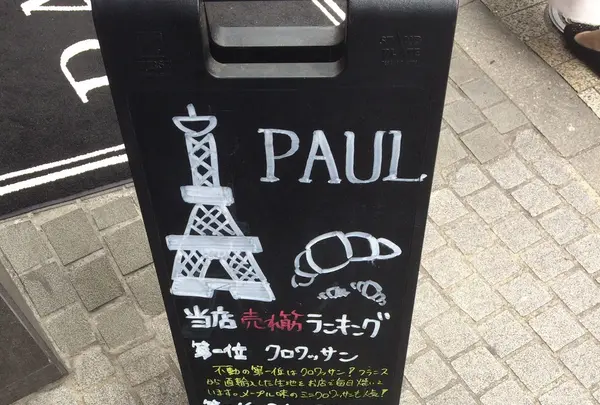 PAUL.
当店 売れ筋 ランキング
第一位 クロワッサン
不動の第一位はクロワッサン!フランス
から直輸入した生地をお店で毎日焼いて
います。メープル味のミニクロワッサンも人気!